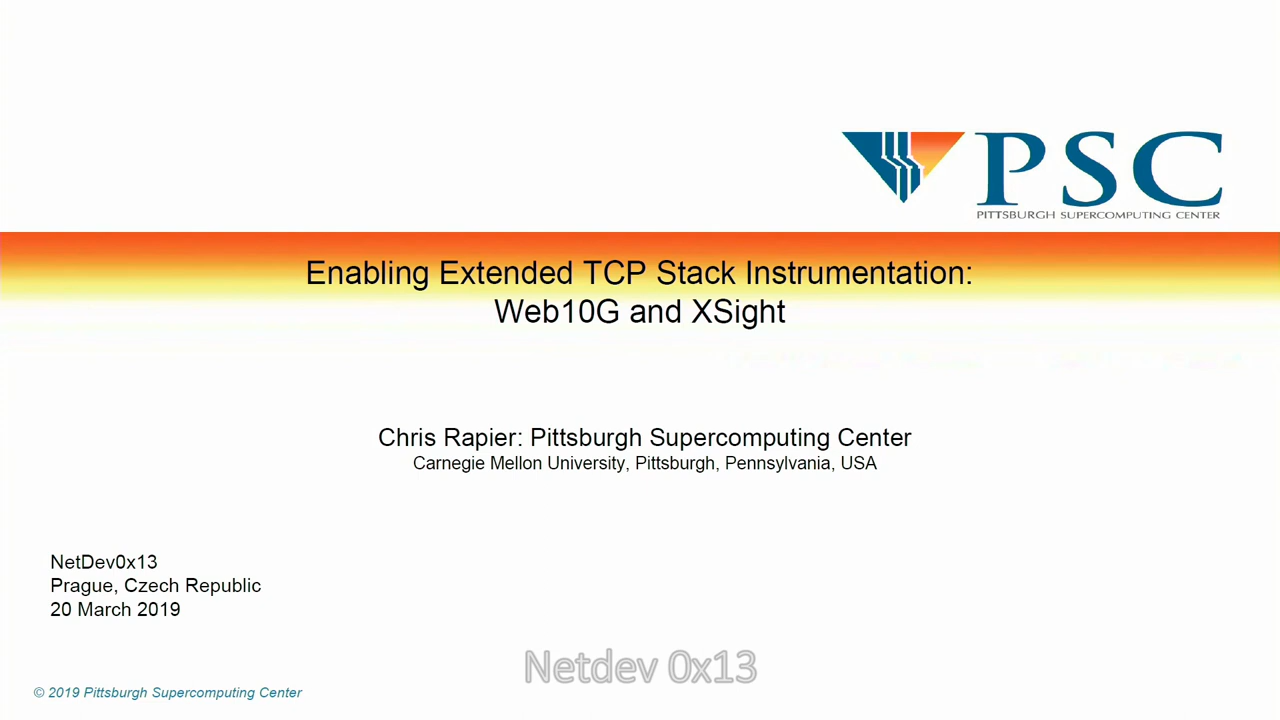 PSC
PITTSBURGH SUPERCOMPUTING CENTER
Enabling Extended TCP Stack Instrumentation:
Web10G and XSight
Chris Rapier: Pittsburgh Supercomputing Center
Carnegie Mellon University, Pittsburgh, Pennsylvania, USA
NetDev0x13
Prague, Czech Republic
20 March 2019
Netdev 0x13
© 2019 Pittsburgh Supercomputing Center